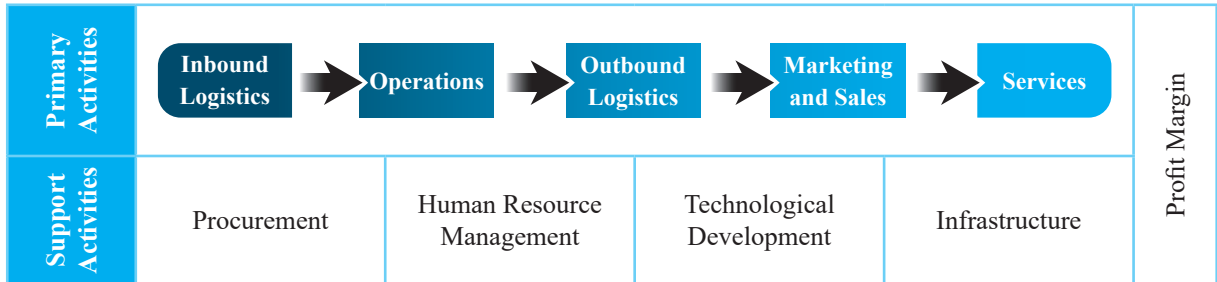 Primary
Activities
Inbound
Logistics
Operations
Outbound
Logistics
Marketing
and Sales
Services
Support
Activities
Procurement
Human Resource
Management
Technological
Development
Infrastructure
Profit Margin